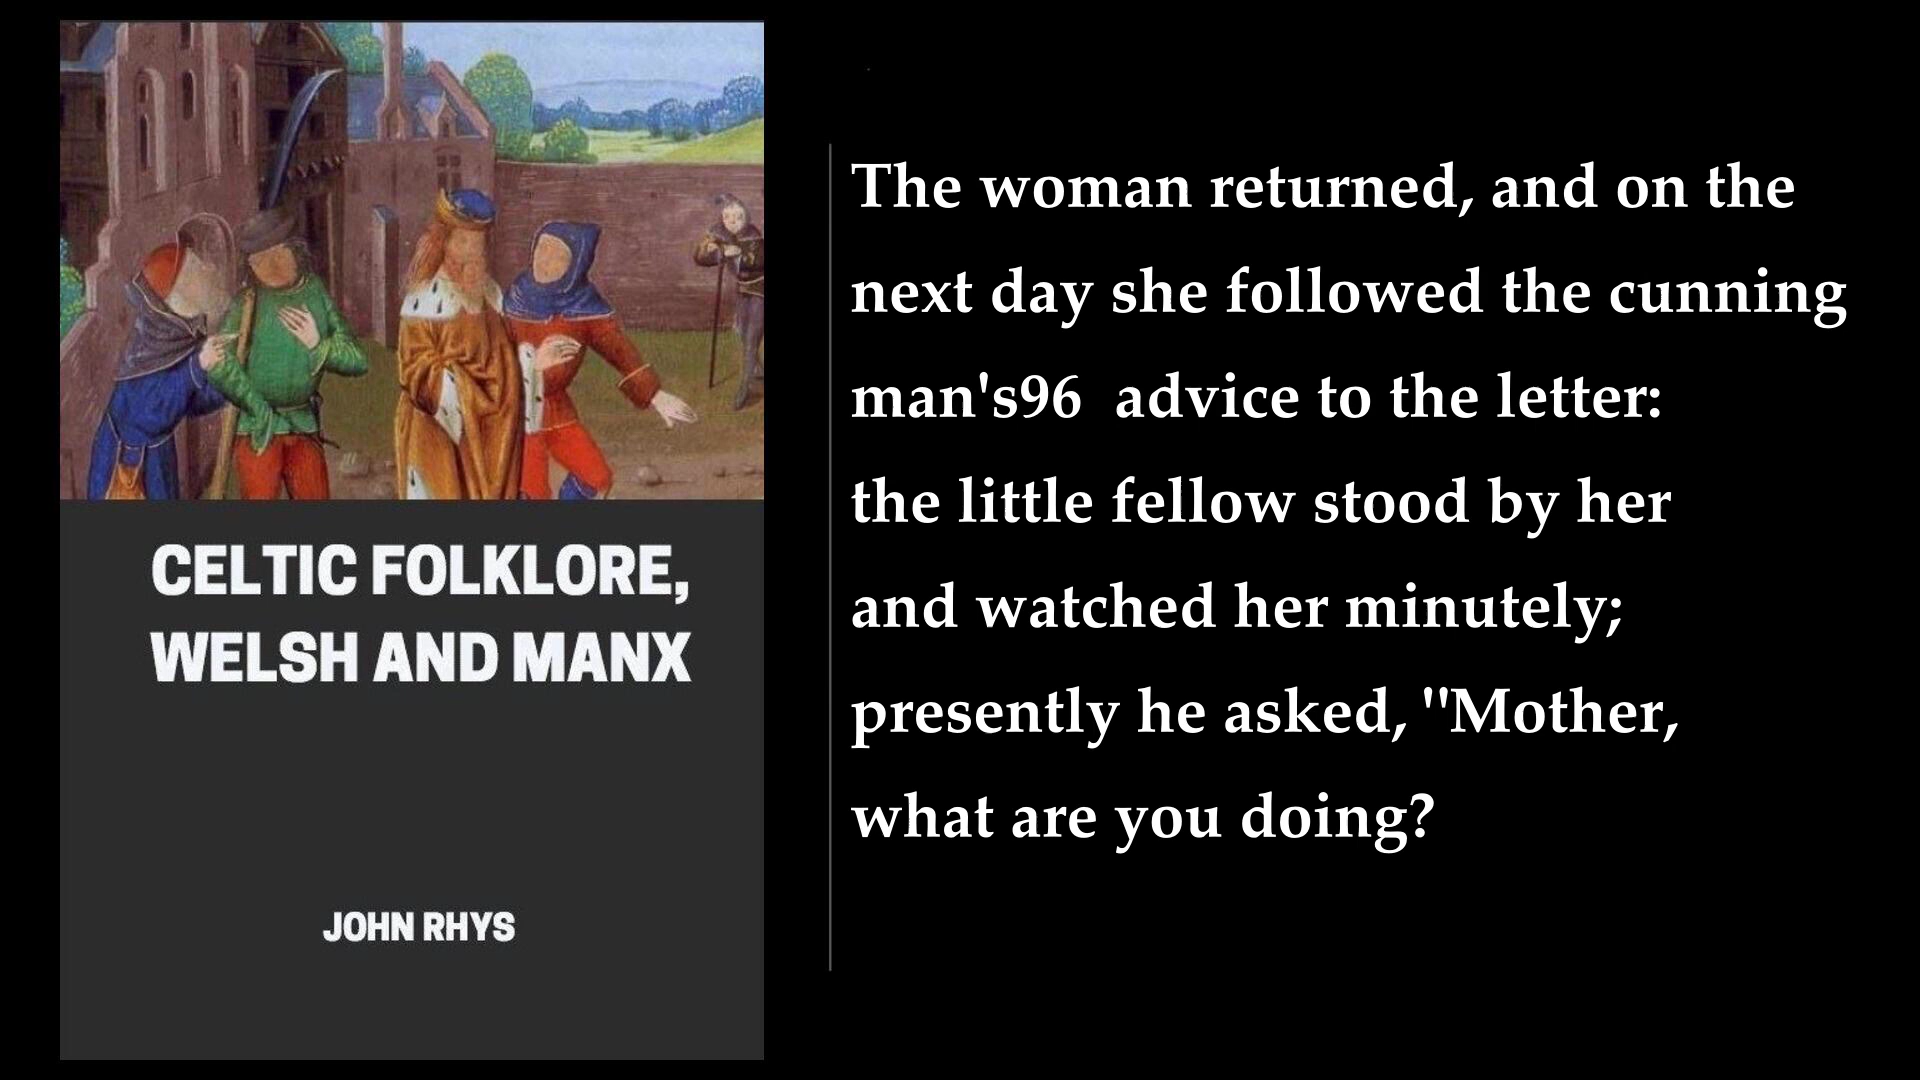 CELTIC FOLKLORE,
WELSH AND MANX
JOHN RHYS
The woman returned, and on the
next day she followed the cunning
man's96  advice to the letter:
the little fellow stood by her
and watched her minutely;
presently he asked, "Mother,
what are you doing?